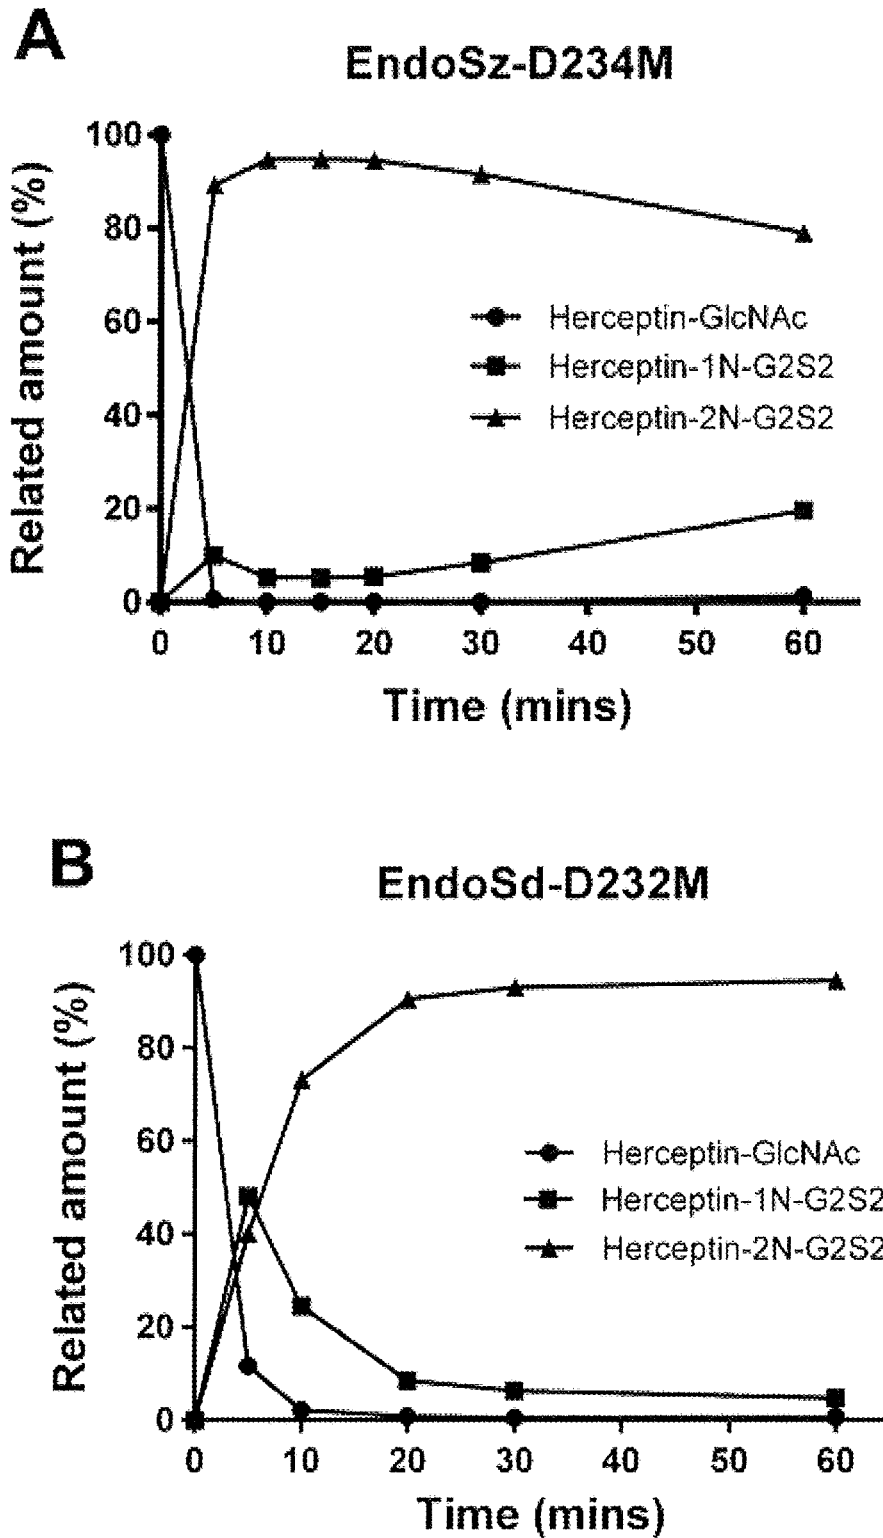 A
EndoSz-D234M
Related amount (%)
100
80
60
40
20
0
Herceptin-GlcNAc
Herceptin-1N-G2S2
Herceptin-2N-G2S2
0 10 20 30 40 50 60
Time (mins)
B
EndoSd-D232M
Related amount (%)
100
80
60
40
20
0
Herceptin-GlcNAc
Herceptin-1N-G2S2
Herceptin-2N-G2S2
0 10 20 30 40 50 60
Time (mins)